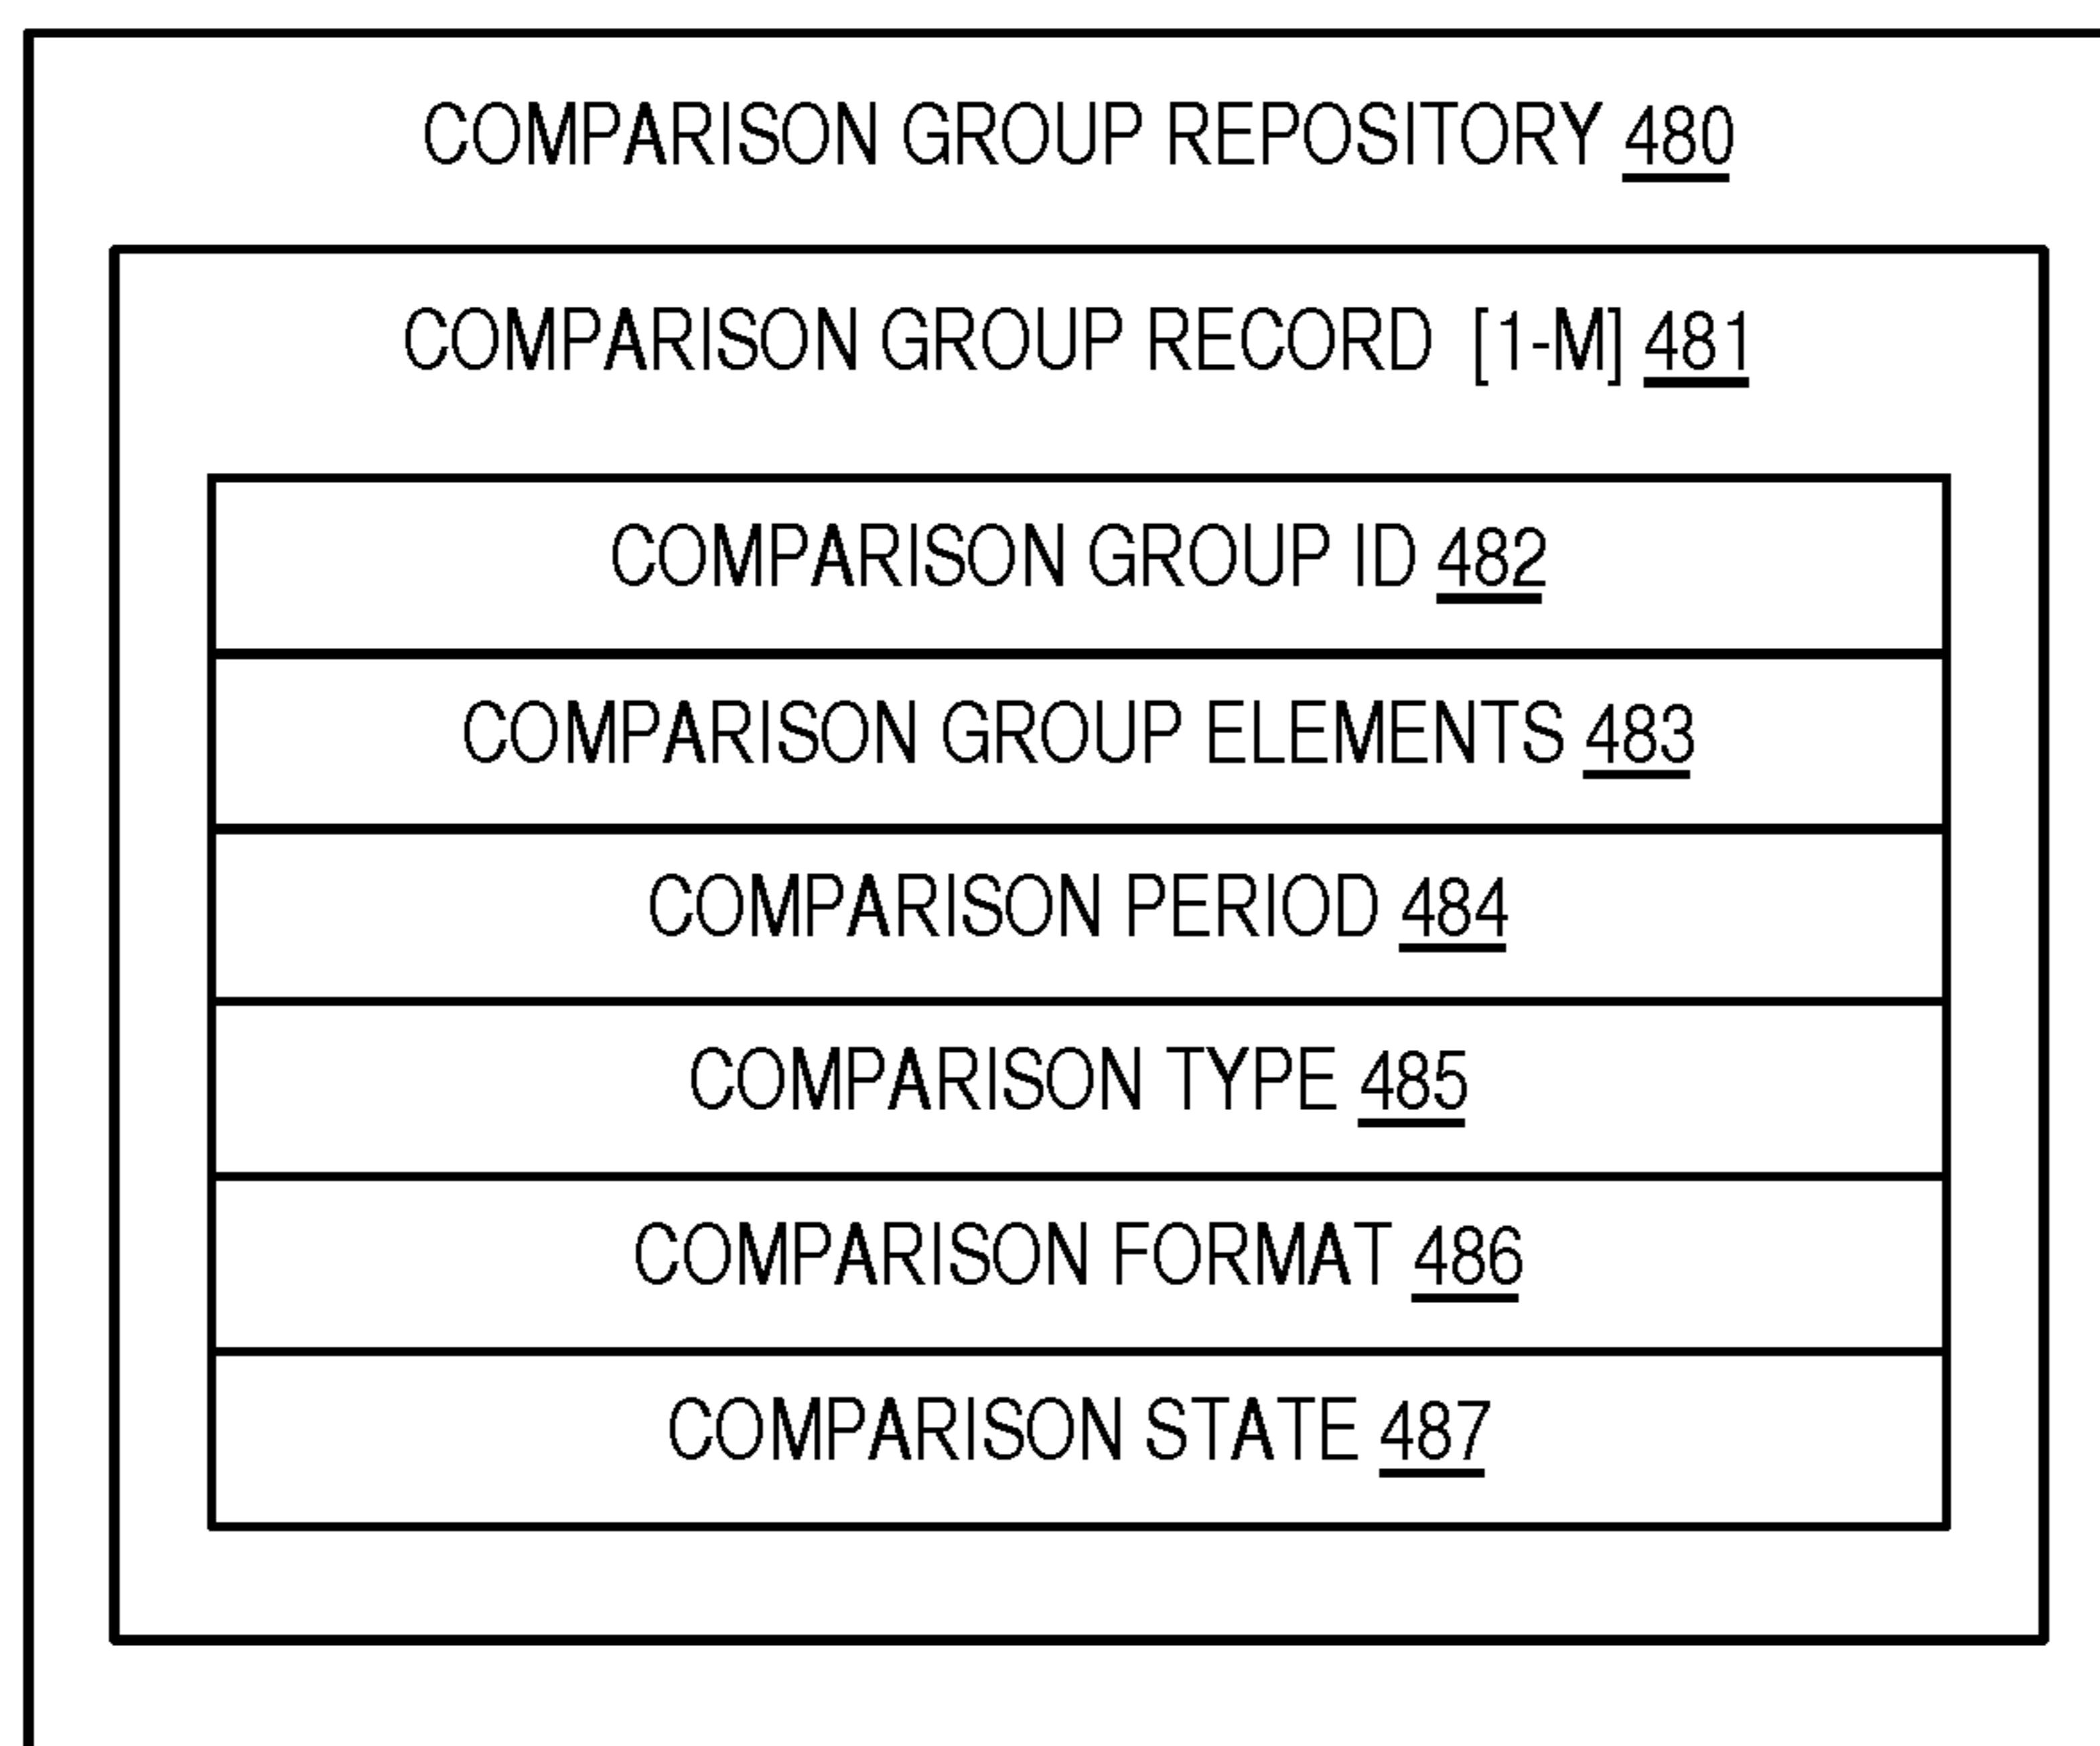 COMPARISON GROUP REPOSITORY 480
COMPARISON GROUP RECORD [1-M] 481
COMPARISON GROUP ID 482
COMPARISON GROUP ELEMENTS 483
COMPARISON PERIOD 484
COMPARISON TYPE 485
COMPARISON FORMAT 486
COMPARISON STATE 487